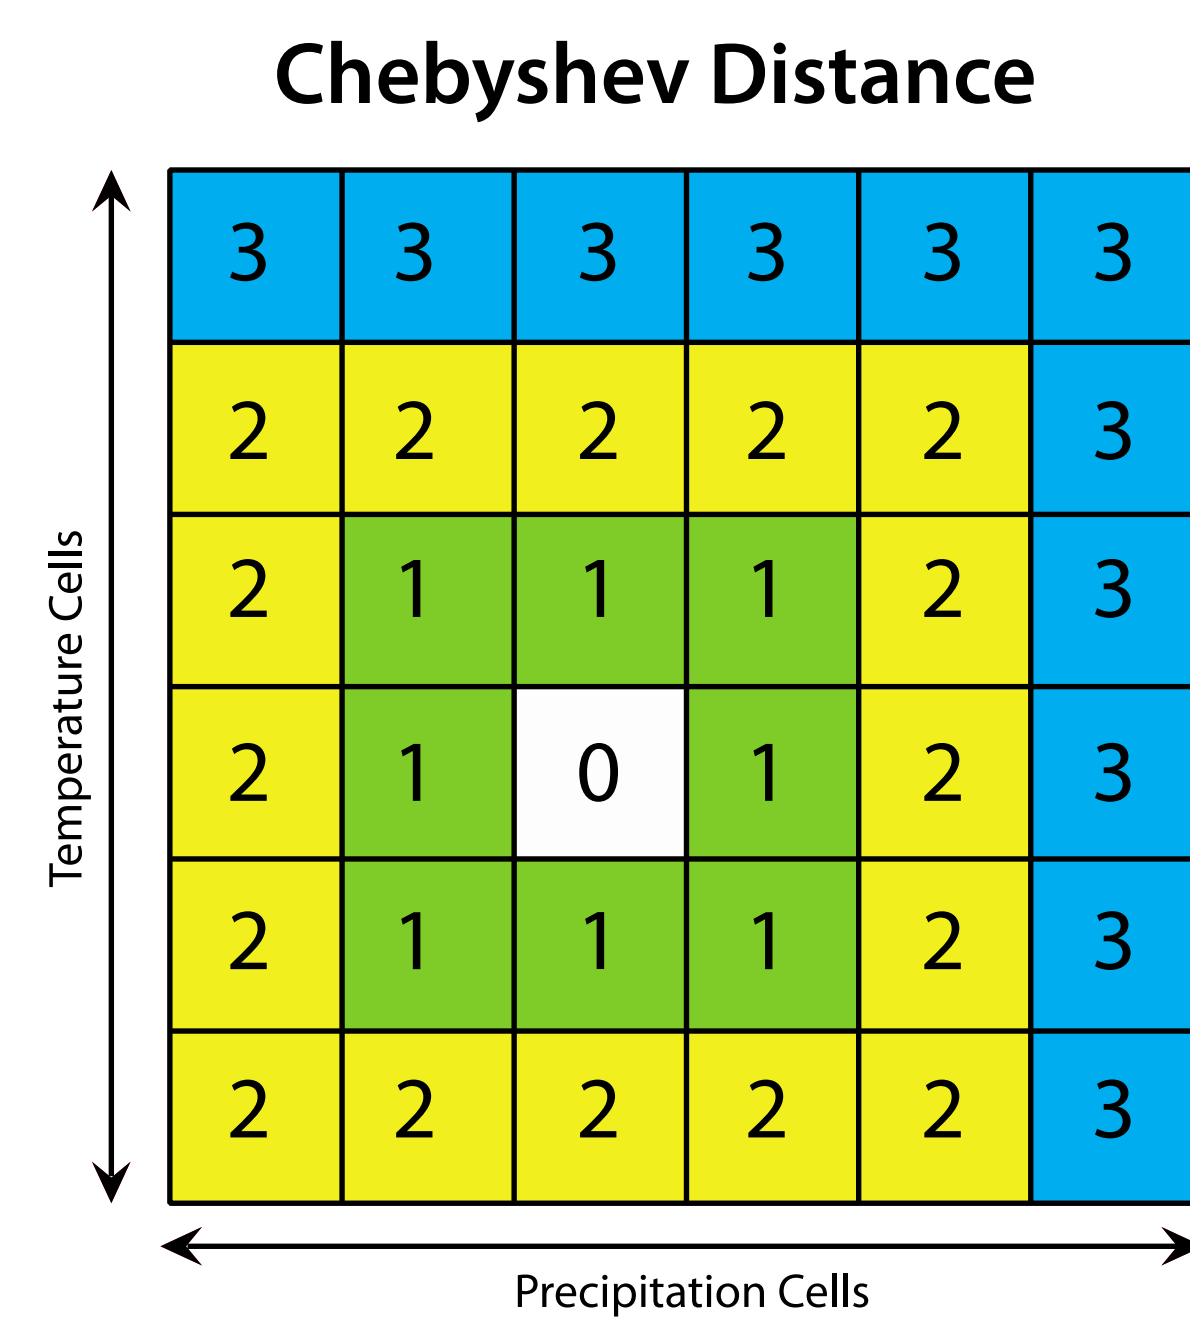 Chebyshev Distance
3 3 3 3 3 3
2 2 2 2 2 3
2 1 1 1 2 3
2 1 0 1 2 3
2 1 1 1 2 3
2 2 2 2 2 3
Temperature Cells
Precipitation Cells